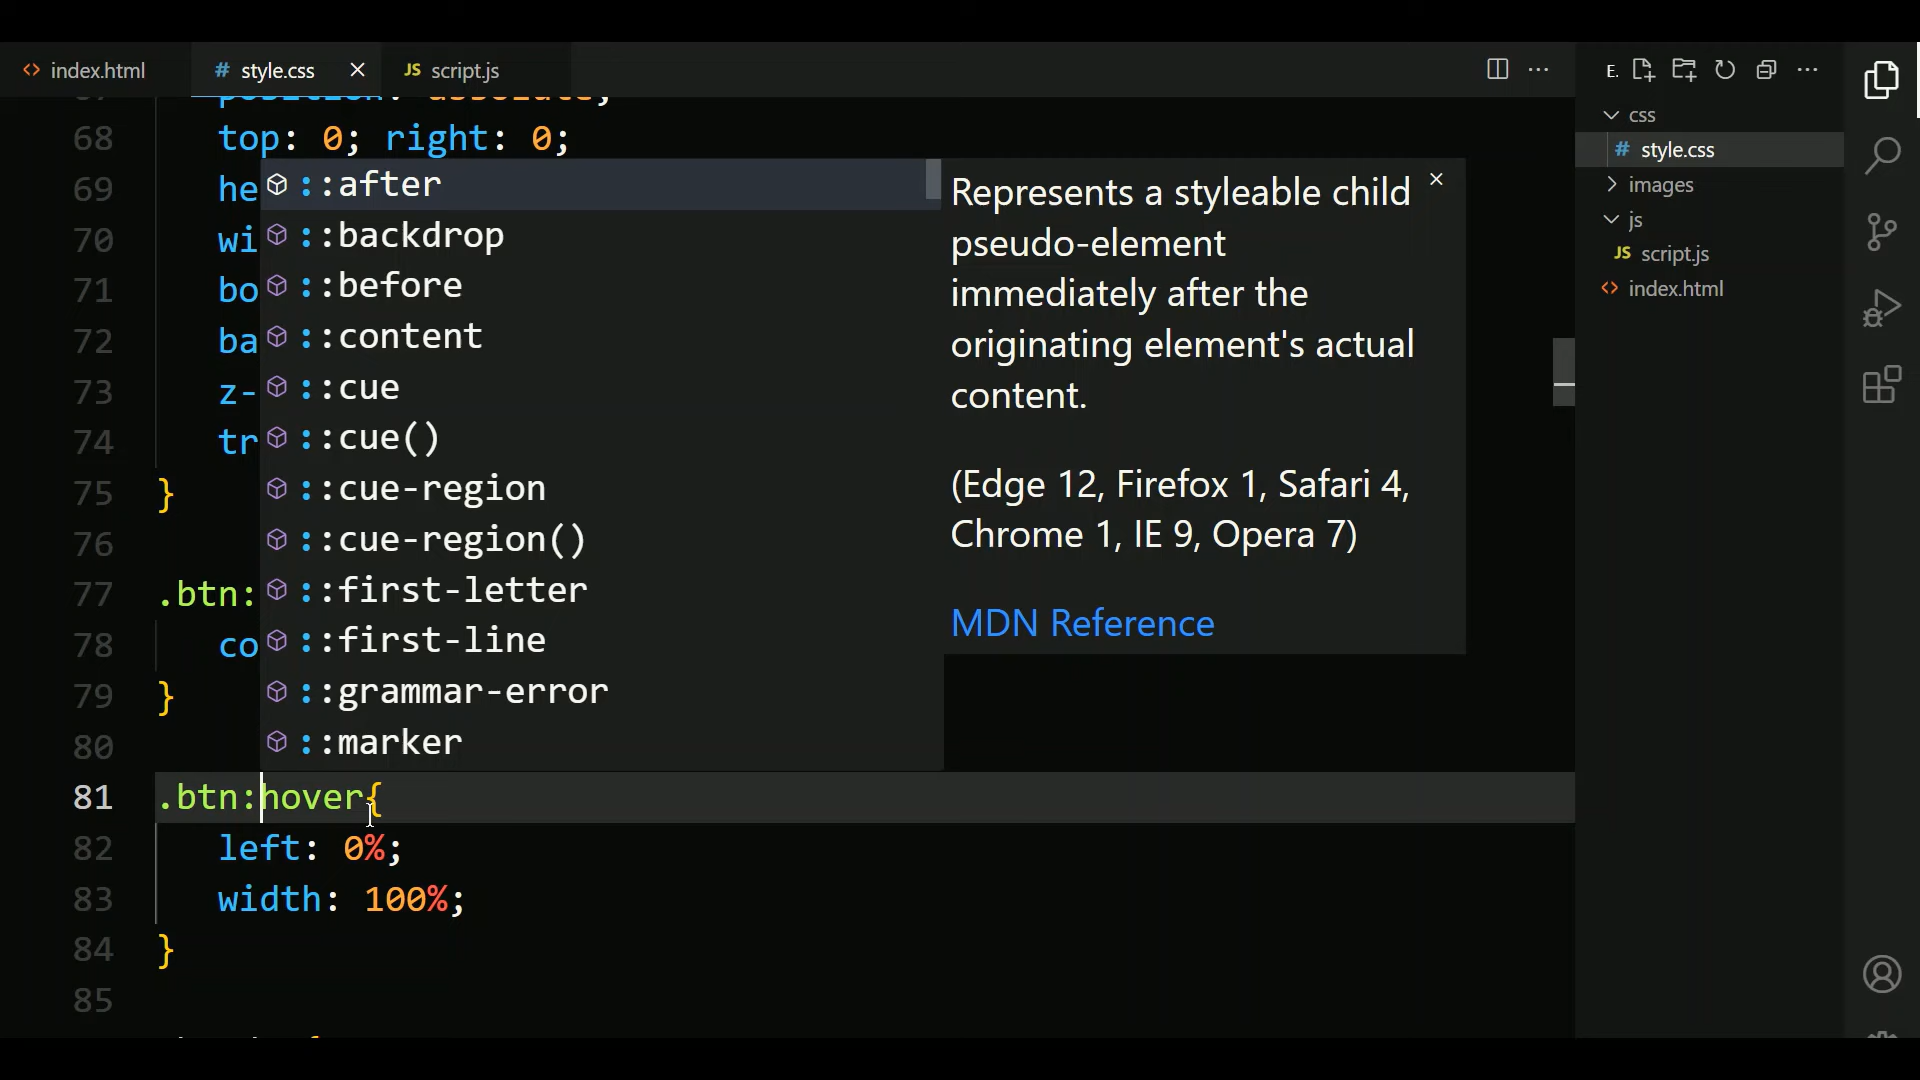 index.html
# style.css
JS script.js
E.
68 top: 0; right: 0;
69 he
70 wi
71 bo
72 ba
73 z-
74 tr
75 }
76
77 .btn:
78 co
79 }
80
81 .btn:hover{
82 left: 0%;
83 width: 100%;
84 }
85
::after
::backdrop
::before
::content
::cue
::cue()
::cue-region
::cue-region()
::first-letter
::first-line
::grammar-error
::marker
Represents a styleable child
pseudo-element
immediately after the
originating element's actual
content.
(Edge 12, Firefox 1, Safari 4,
Chrome 1, IE 9, Opera 7)
MDN Reference
css
# style.css
images
js
JS script.js
index.html